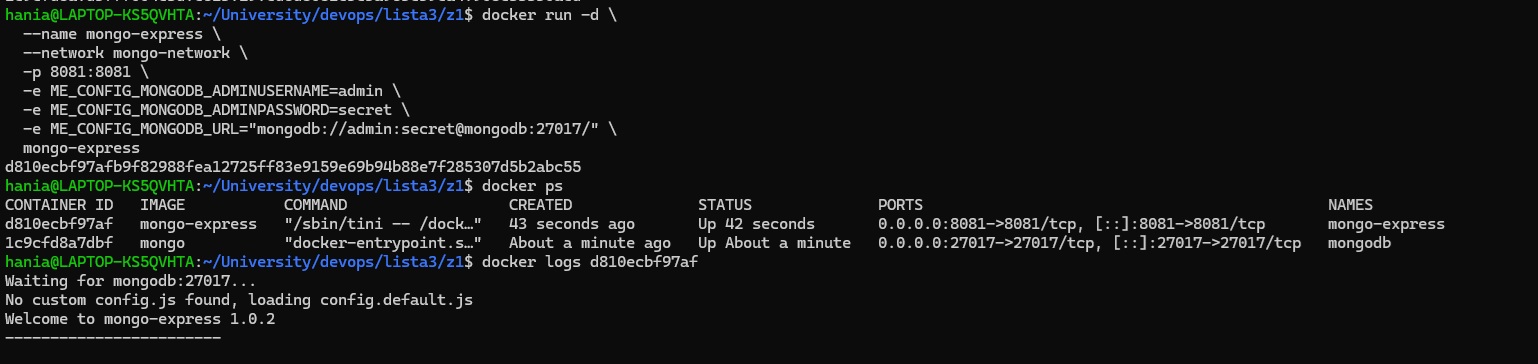 hania@LAPTOP-KS5QVHTA:~/University/devops/lista3/z1$ docker run -d \
  --name mongo-express \
  --network mongo-network \
  -p 8081:8081 \
  -e ME_CONFIG_MONGODB_ADMINUSERNAME=admin \
  -e ME_CONFIG_MONGODB_ADMINPASSWORD=secret \
  -e ME_CONFIG_MONGODB_URL="mongodb://admin:secret@mongodb:27017/" \
  mongo-express
d810ecbf97afb9f82988fea12725ff83e9159e69b94b88e7f285307d5b2abc55
hania@LAPTOP-KS5QVHTA:~/University/devops/lista3/z1$ docker ps
CONTAINER ID   IMAGE           COMMAND                  CREATED              STATUS              PORTS                                             NAMES
d810ecbf97af   mongo-express   "/sbin/tini -- /dock…"   43 seconds ago       Up 42 seconds       0.0.0.0:8081->8081/tcp, [::]:8081->8081/tcp       mongo-express
1c9cfd8a7dbf   mongo           "docker-entrypoint.s…"   About a minute ago   Up About a minute   0.0.0.0:27017->27017/tcp, [::]:27017->27017/tcp   mongodb
hania@LAPTOP-KS5QVHTA:~/University/devops/lista3/z1$ docker logs d810ecbf97af
Waiting for mongodb:27017...
No custom config.js found, loading config.default.js
Welcome to mongo-express 1.0.2
------------------------